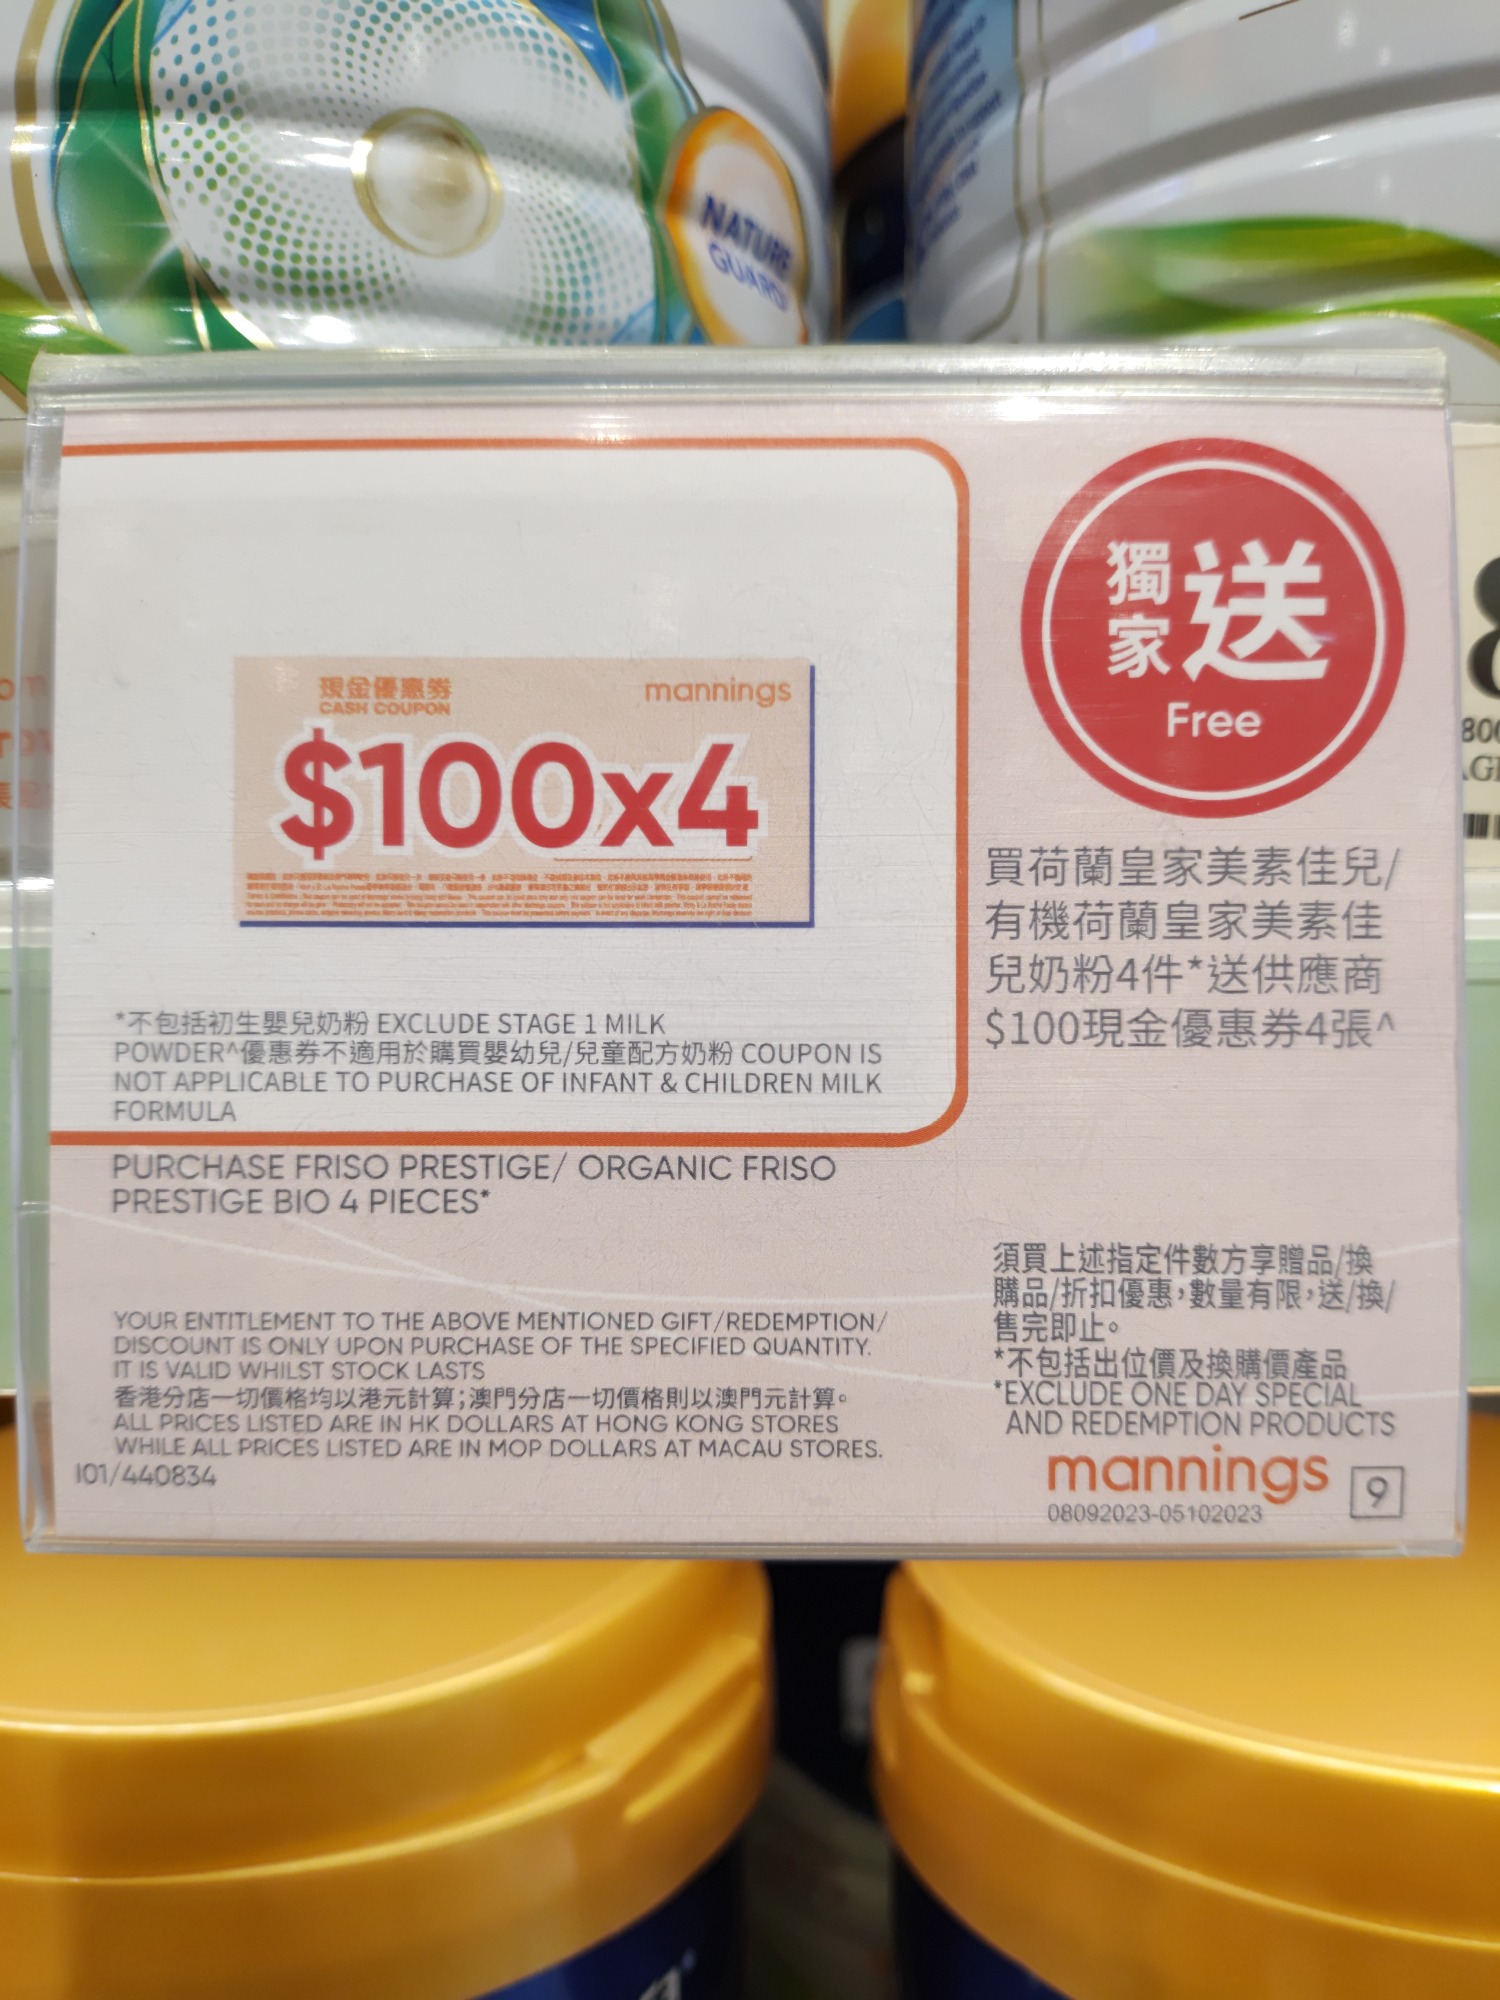 NATURE
GUARD
獨家送
Free
現金優惠券
CASH COUPON
mannings
$100x4
買荷蘭皇家美素佳兒/
有機荷蘭皇家美素佳
兒奶粉4件*送供應商
$100現金優惠券4張^
*不包括初生嬰兒奶粉 EXCLUDE STAGE 1 MILK
POWDER^優惠券不適用於購買嬰幼兒/兒童配方奶粉 COUPON IS
NOT APPLICABLE TO PURCHASE OF INFANT & CHILDREN MILK
FORMULA
PURCHASE FRISO PRESTIGE/ ORGANIC FRISO
PRESTIGE BIO 4 PIECES*
須買上述指定件數方享贈品/換
購品/折扣優惠，數量有限，送/換/
售完即止。
*不包括出位價及換購價產品
*EXCLUDE ONE DAY SPECIAL
AND REDEMPTION PRODUCTS
YOUR ENTITLEMENT TO THE ABOVE MENTIONED GIFT/REDEMPTION/
DISCOUNT IS ONLY UPON PURCHASE OF THE SPECIFIED QUANTITY.
IT IS VALID WHILST STOCK LASTS
香港分店一切價格均以港元計算；澳門分店一切價格則以澳門元計算。
ALL PRICES LISTED ARE IN HK DOLLARS AT HONG KONG STORES
WHILE ALL PRICES LISTED ARE IN MOP DOLLARS AT MACAU STORES.
I01/440834
mannings
9
08092023-05102023